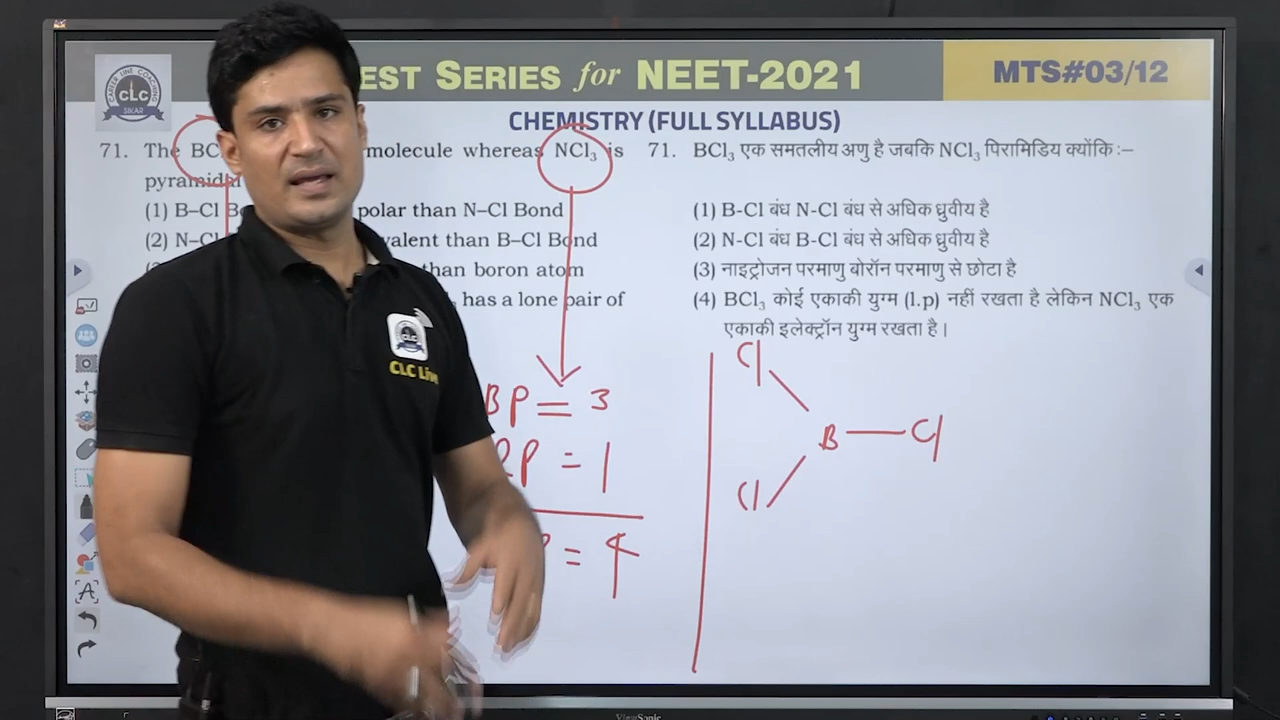 EST SERIES for NEET-2021
MTS#03/12
CLC
SIKAR
CHEMISTRY (FULL SYLLABUS)
71. The BC molecule whereas NCl₃ is
pyramidal
(1) B–Cl B polar than N–Cl Bond
(2) N–Cl valent than B–Cl Bond
than boron atom
has a lone pair of
71. BCl₃ एक समतलीय अणु है जबकि NCl₃ पिरामिडिय क्योंकि :–
(1) B-Cl बंध N-Cl बंध से अधिक ध्रुवीय है
(2) N-Cl बंध B-Cl बंध से अधिक ध्रुवीय है
(3) नाइट्रोजन परमाणु बोरॉन परमाणु से छोटा है
(4) BCl₃ कोई एकाकी युग्म (l.p) नहीं रखता है लेकिन NCl₃ एक
एकाकी इलेक्ट्रॉन युग्म रखता है।
BP = 3
LP = 1
= 4
Cl
B — Cl
Cl
CLC
CLC Live
ViewSonic